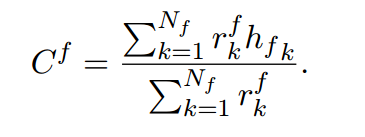 C^f = \frac{\sum_{k=1}^{N_f} r_k^f h_{f_k}}{\sum_{k=1}^{N_f} r_k^f}.